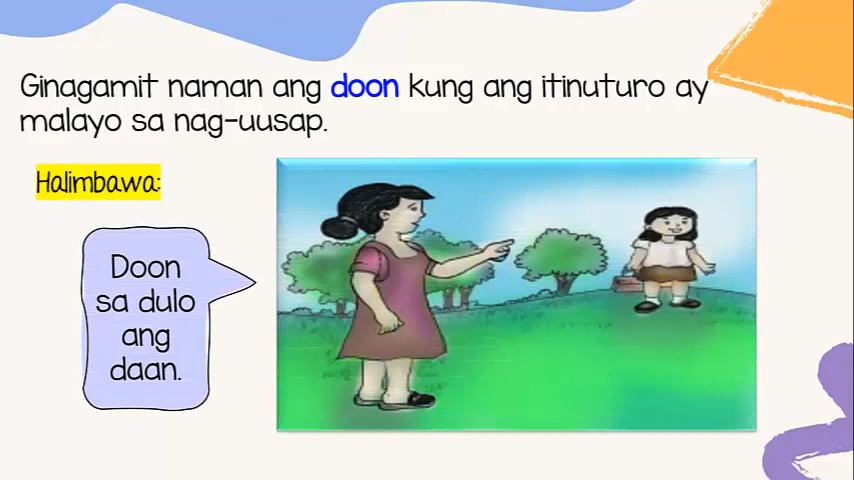 Ginagamit naman ang doon kung ang itinuturo ay
malayo sa nag-uusap.
Halimbawa:
Doon
sa dulo
ang
daan.